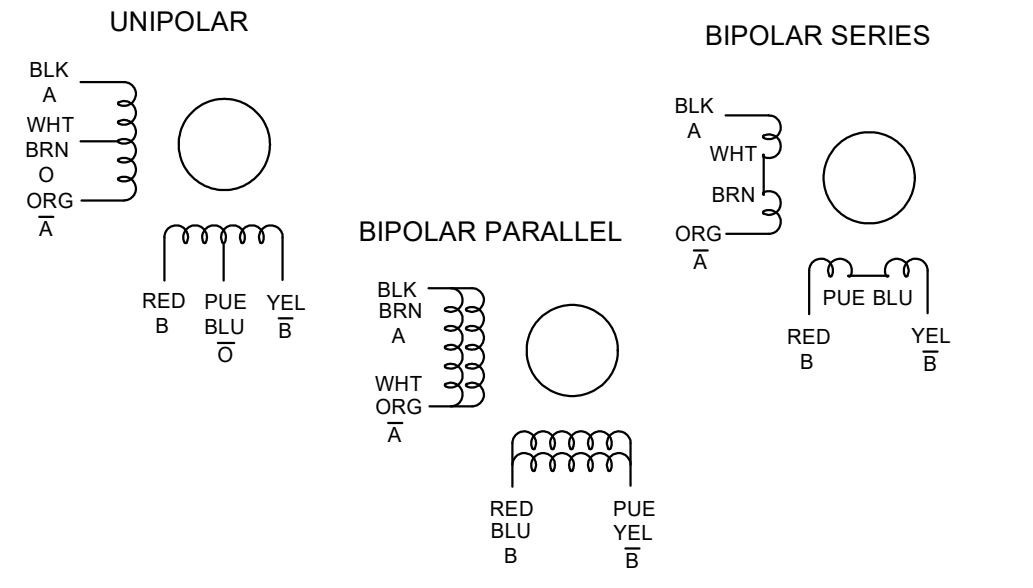 UNIPOLAR
BLK
A
WHT
BRN
O
ORG
A̅
RED
B
PUE
BLU
O̅
YEL
B̅
BIPOLAR PARALLEL
BLK
BRN
A
WHT
ORG
A̅
RED
BLU
B
PUE
YEL
B̅
BIPOLAR SERIES
BLK
A
WHT
BRN
ORG
A̅
PUE BLU
RED
B
YEL
B̅